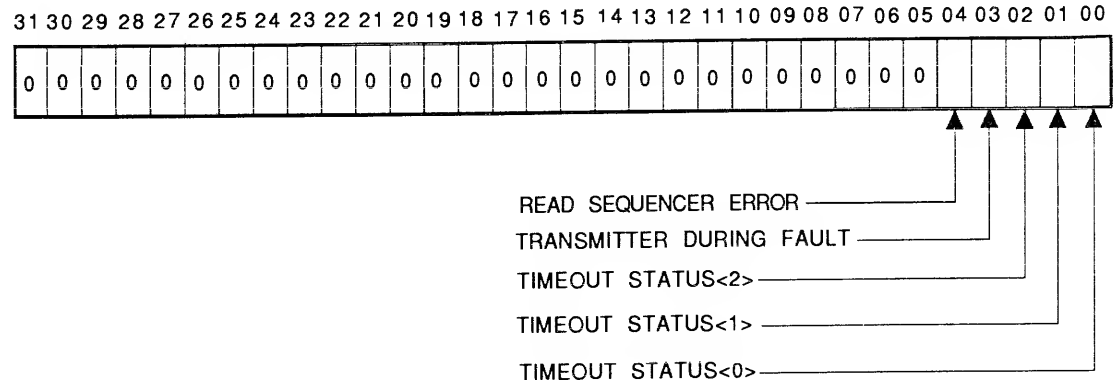 31 30 29 28 27 26 25 24 23 22 21 20 19 18 17 16 15 14 13 12 11 10 09 08 07 06 05 04 03 02 01 00
0 0 0 0 0 0 0 0 0 0 0 0 0 0 0 0 0 0 0 0 0 0 0 0 0 0 0
READ SEQUENCER ERROR
TRANSMITTER DURING FAULT
TIMEOUT STATUS<2>
TIMEOUT STATUS<1>
TIMEOUT STATUS<0>